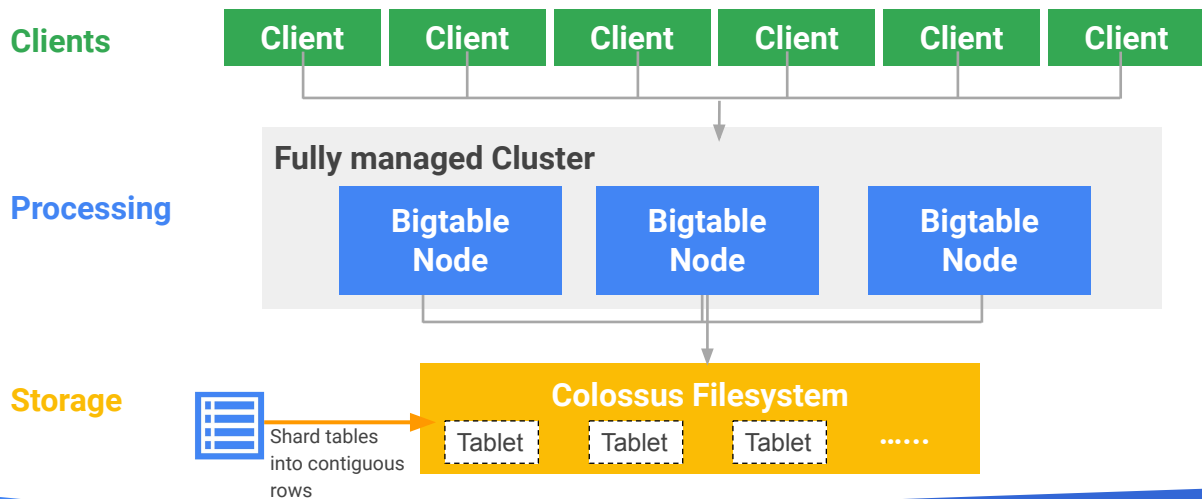 Clients
Client Client Client Client Client Client
Fully managed Cluster
Processing
Bigtable Node
Bigtable Node
Bigtable Node
Storage
Colossus Filesystem
Tablet Tablet Tablet ......
Shard tables
into contiguous
rows